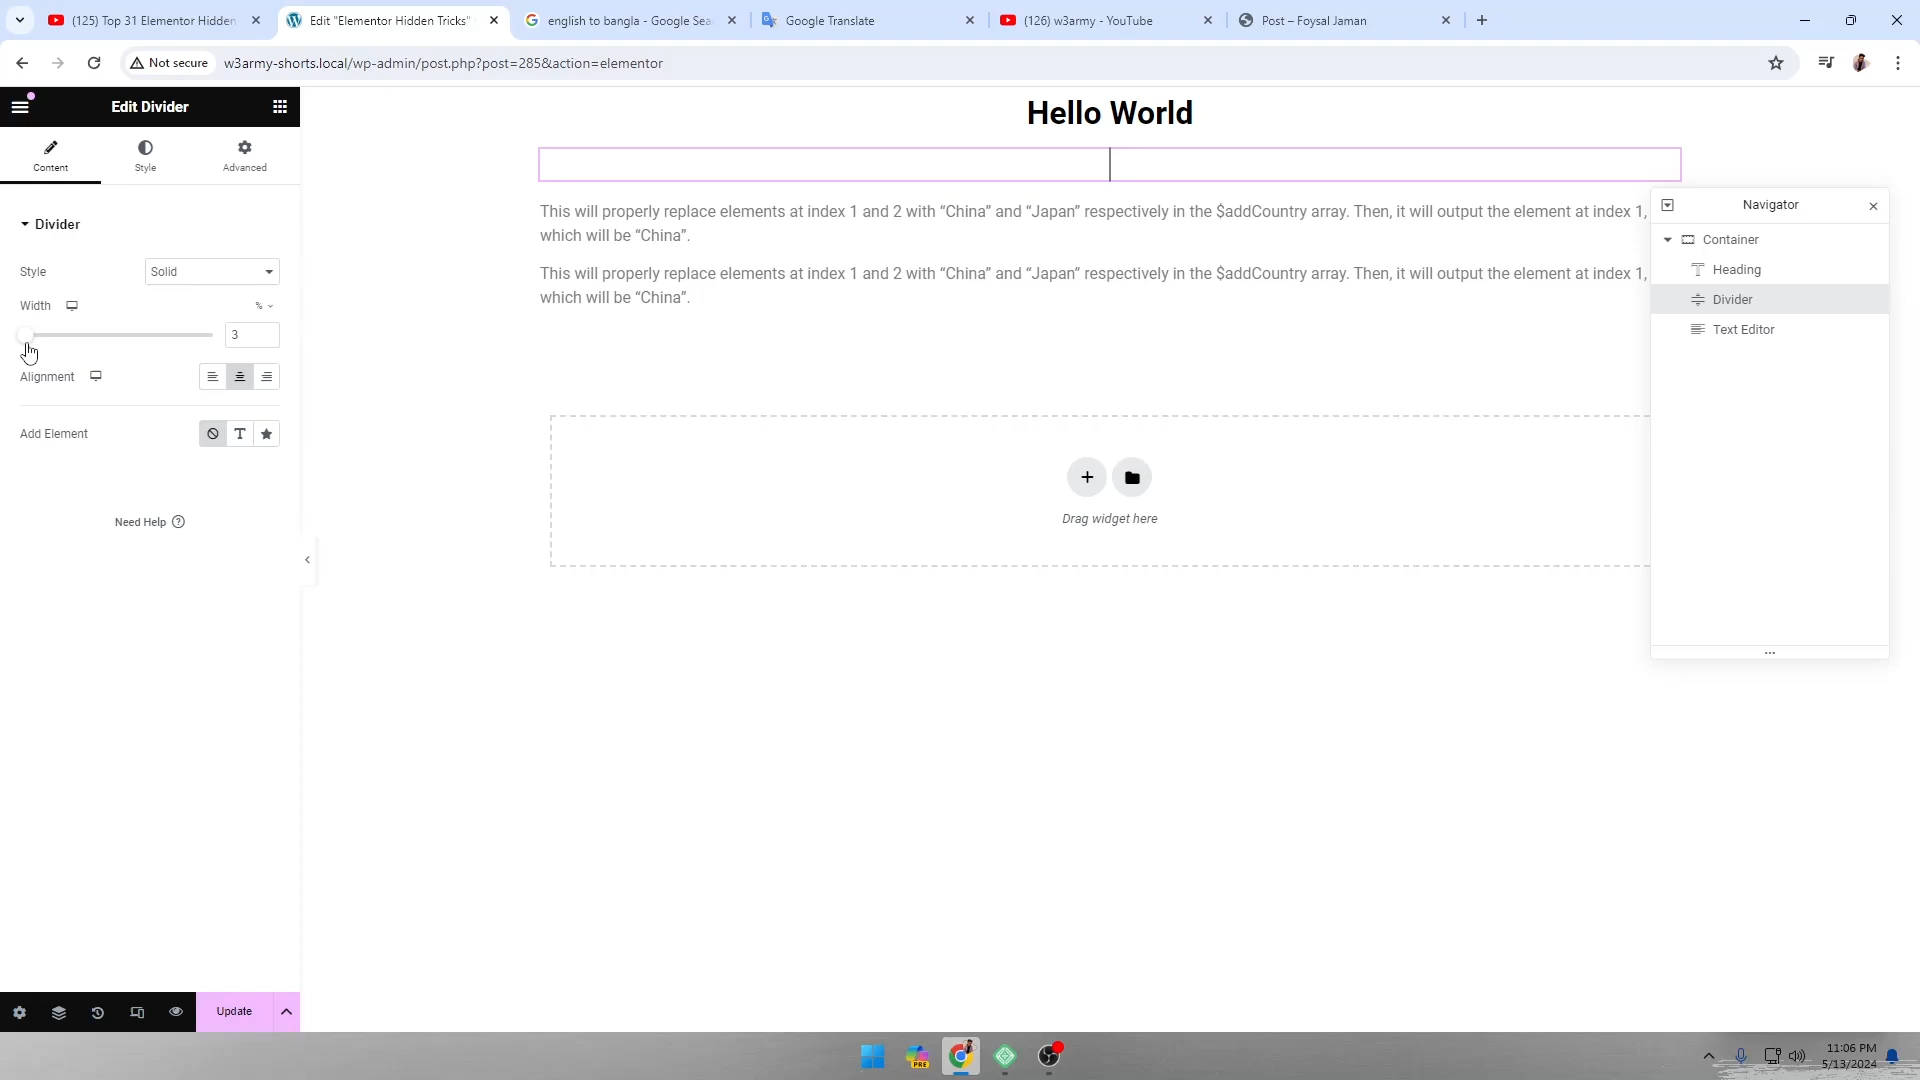 (125) Top 31 Elementor Hidden
Edit "Elementor Hidden Tricks"
english to bangla - Google Sea
Google Translate
(126) w3army - YouTube
Post – Foysal Jaman
Not secure
w3army-shorts.local/wp-admin/post.php?post=285&action=elementor
Edit Divider
Content
Style
Advanced
Divider
Style
Solid
Width
%
3
Alignment
Add Element
Need Help
Update
Hello World
This will properly replace elements at index 1 and 2 with “China” and “Japan” respectively in the $addCountry array. Then, it will output the element at index 1,
which will be “China”.
This will properly replace elements at index 1 and 2 with “China” and “Japan” respectively in the $addCountry array. Then, it will output the element at index 1,
which will be “China”.
Drag widget here
Navigator
Container
Heading
Divider
Text Editor
PRE
11:06 PM
5/13/2024